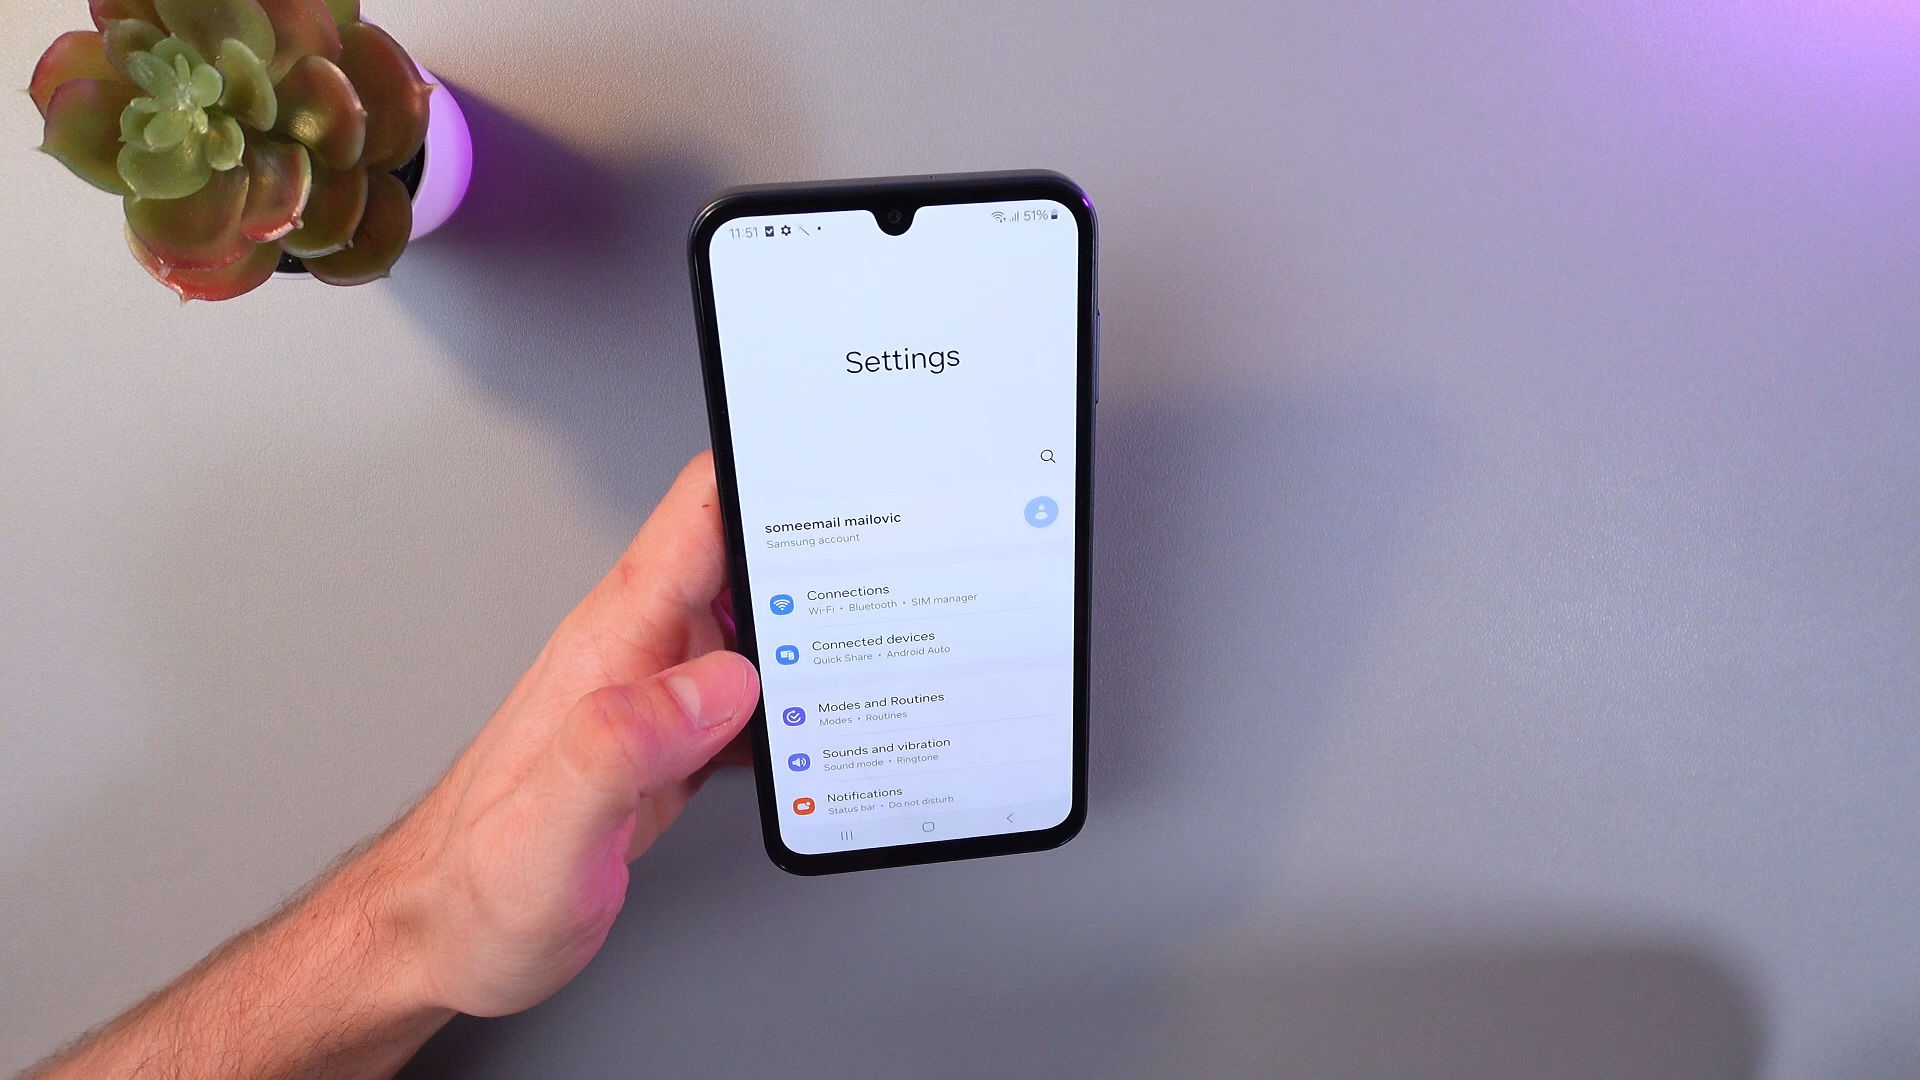 11:51 51%
Settings
someemail mailovic
Samsung account
Connections
Wi-Fi • Bluetooth • SIM manager
Connected devices
Quick Share • Android Auto
Modes and Routines
Modes • Routines
Sounds and vibration
Sound mode • Ringtone
Notifications
Status bar • Do not disturb